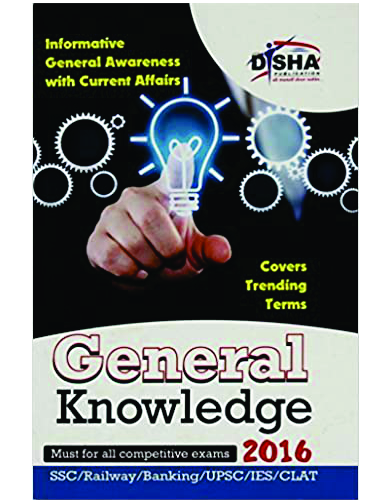 Informative
General Awareness
with Current Affairs
DISHA
PUBLICATION
Covers
Trending
Terms
General
Knowledge
Must for all competitive exams 2016
SSC/Railway/Banking/UPSC/IES/CLAT